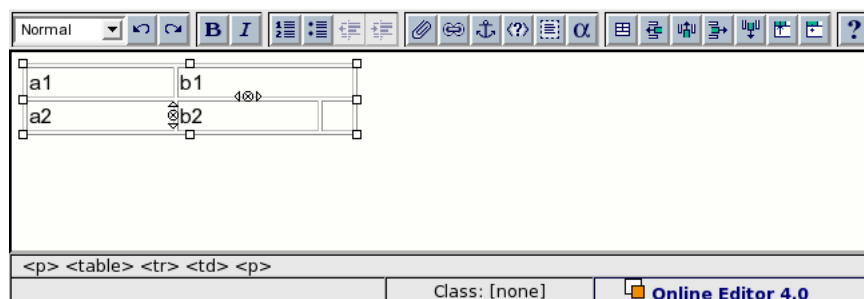 Normal B I <?> α ?
a1 b1
a2 b2
<p> <table> <tr> <td> <p>
Class: [none] Online Editor 4.0